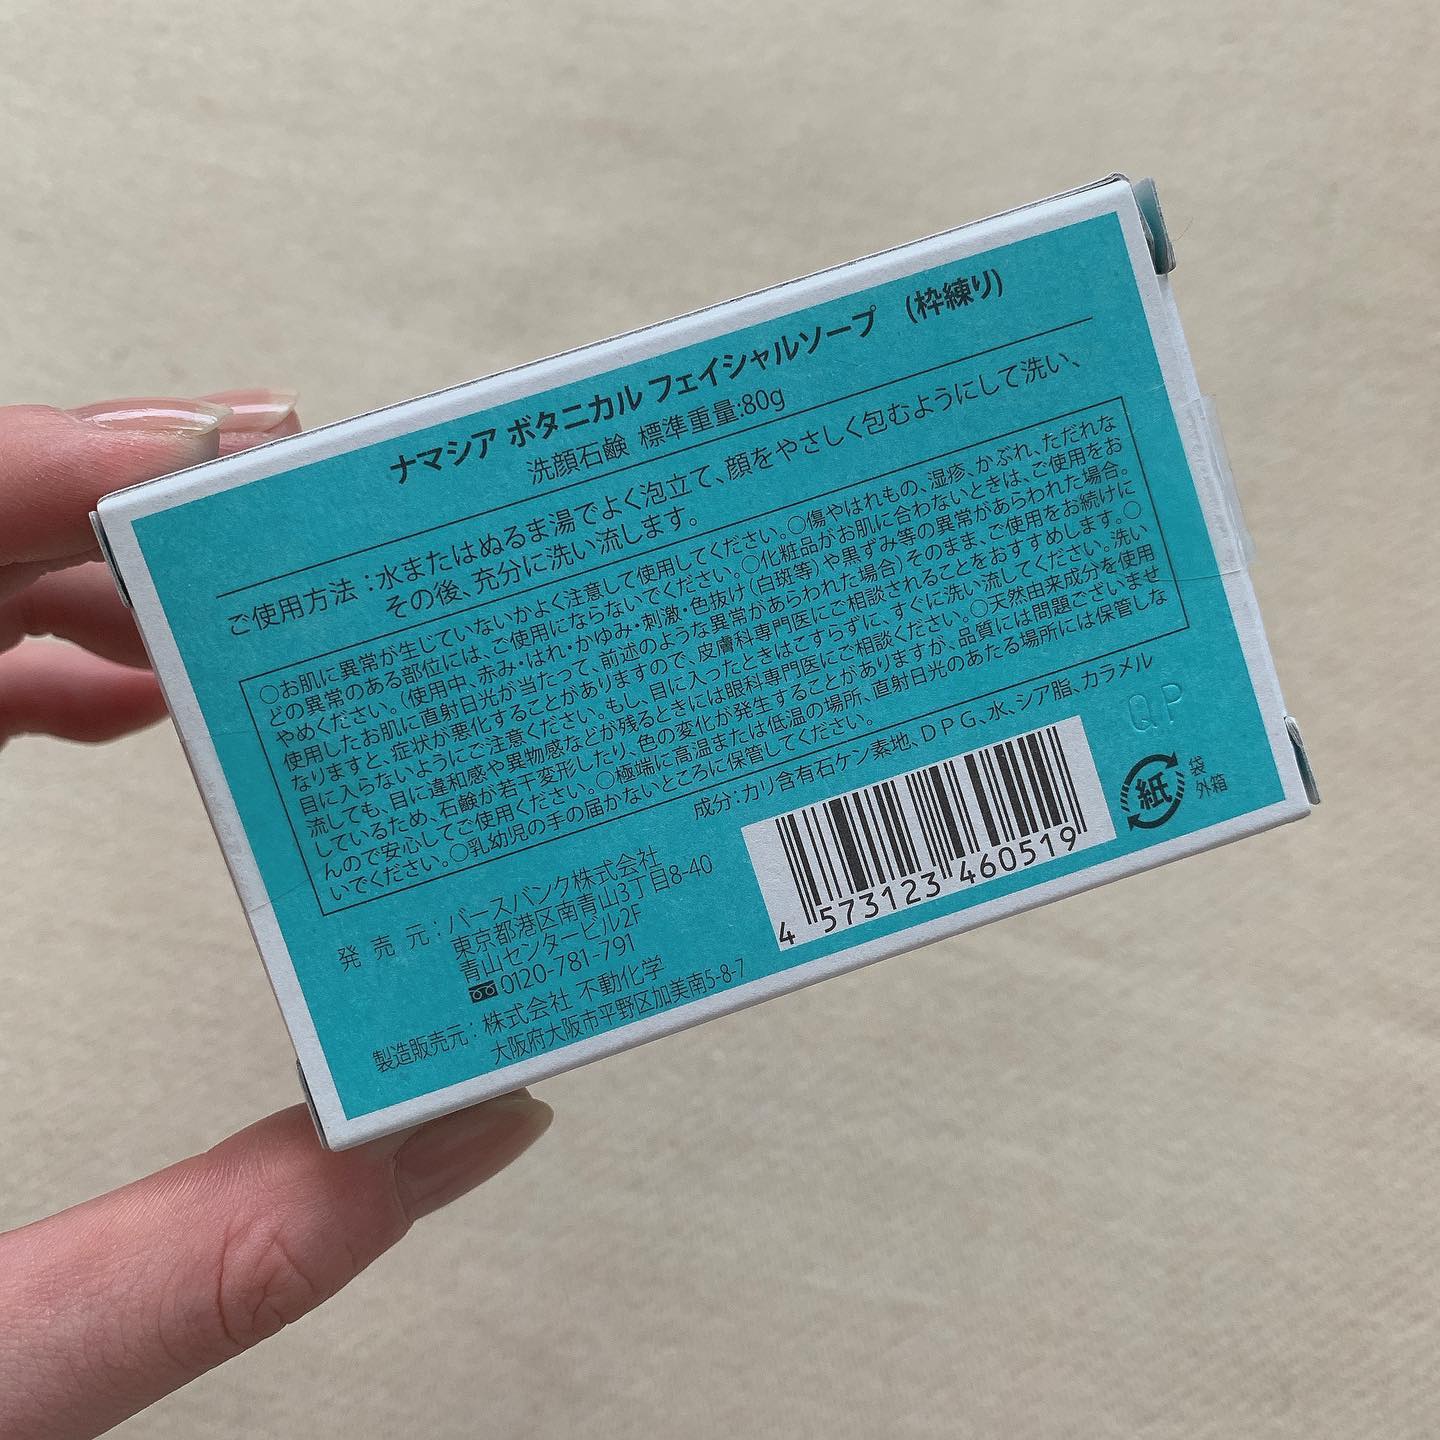 ナマシア ボタニカル フェイシャルソープ （枠練り）
洗顔石鹸 標準重量:80g
ご使用方法：水またはぬるま湯でよく泡立て、顔をやさしく包むようにして洗い、
その後、充分に洗い流します。
○お肌に異常が生じていないかよく注意して使用してください。○傷やはれもの、湿疹、かぶれ、ただれな
どの異常のある部位には、ご使用にならないでください。○化粧品がお肌に合わないときは、ご使用をお
やめください。（使用中、赤み・はれ・かゆみ・刺激・色抜け（白斑等）や黒ずみ等の異常があらわれた場合。
使用したお肌に直射日光が当たって、前述のような異常があらわれた場合）そのまま、ご使用をお続けに
なりますと、症状が悪化することがありますので、皮膚科専門医にご相談されることをおすすめします。○
目に入らないようにご注意ください。もし、目に入ったときはこすらずに、すぐに洗い流してください。洗い
流しても、目に違和感や異物感などが残るときには眼科専門医にご相談ください。○天然由来成分を使用
しているため、石鹸が若干変形したり、色の変化が発生することがありますが、品質には問題ございませ
んので安心してご使用ください。○極端に高温または低温の場所、直射日光のあたる場所には保管しな
いでください。○乳幼児の手の届かないところに保管してください。
成分：カリ含有石ケン素地、DPG、水、シア脂、カラメル
QP
発売元：バースバンク株式会社
東京都港区南青山3丁目8-40
青山センタービル2F
0120-781-791
製造販売元：株式会社 不動化学
大阪府大阪市平野区加美南5-8-7
4 573123 460519
紙
袋
外箱